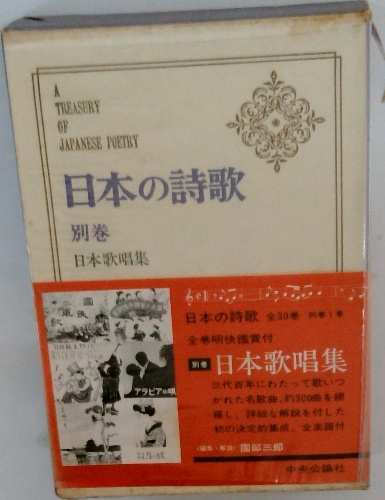 A
TREASURY
OF
JAPANESE POETRY
日本の詩歌
別巻
日本歌唱集
日本の詩歌 全30巻 別巻1巻
全巻明快鑑賞付
別巻 日本歌唱集
三代百年にわたって歌いつ
がれた名歌曲、約300曲を網
羅し、詳細な解説を付した
初の決定的集成。全楽譜付
〈編集・解説〉園部三郎
中央公論社
國民
軍歌
アラビアの唄